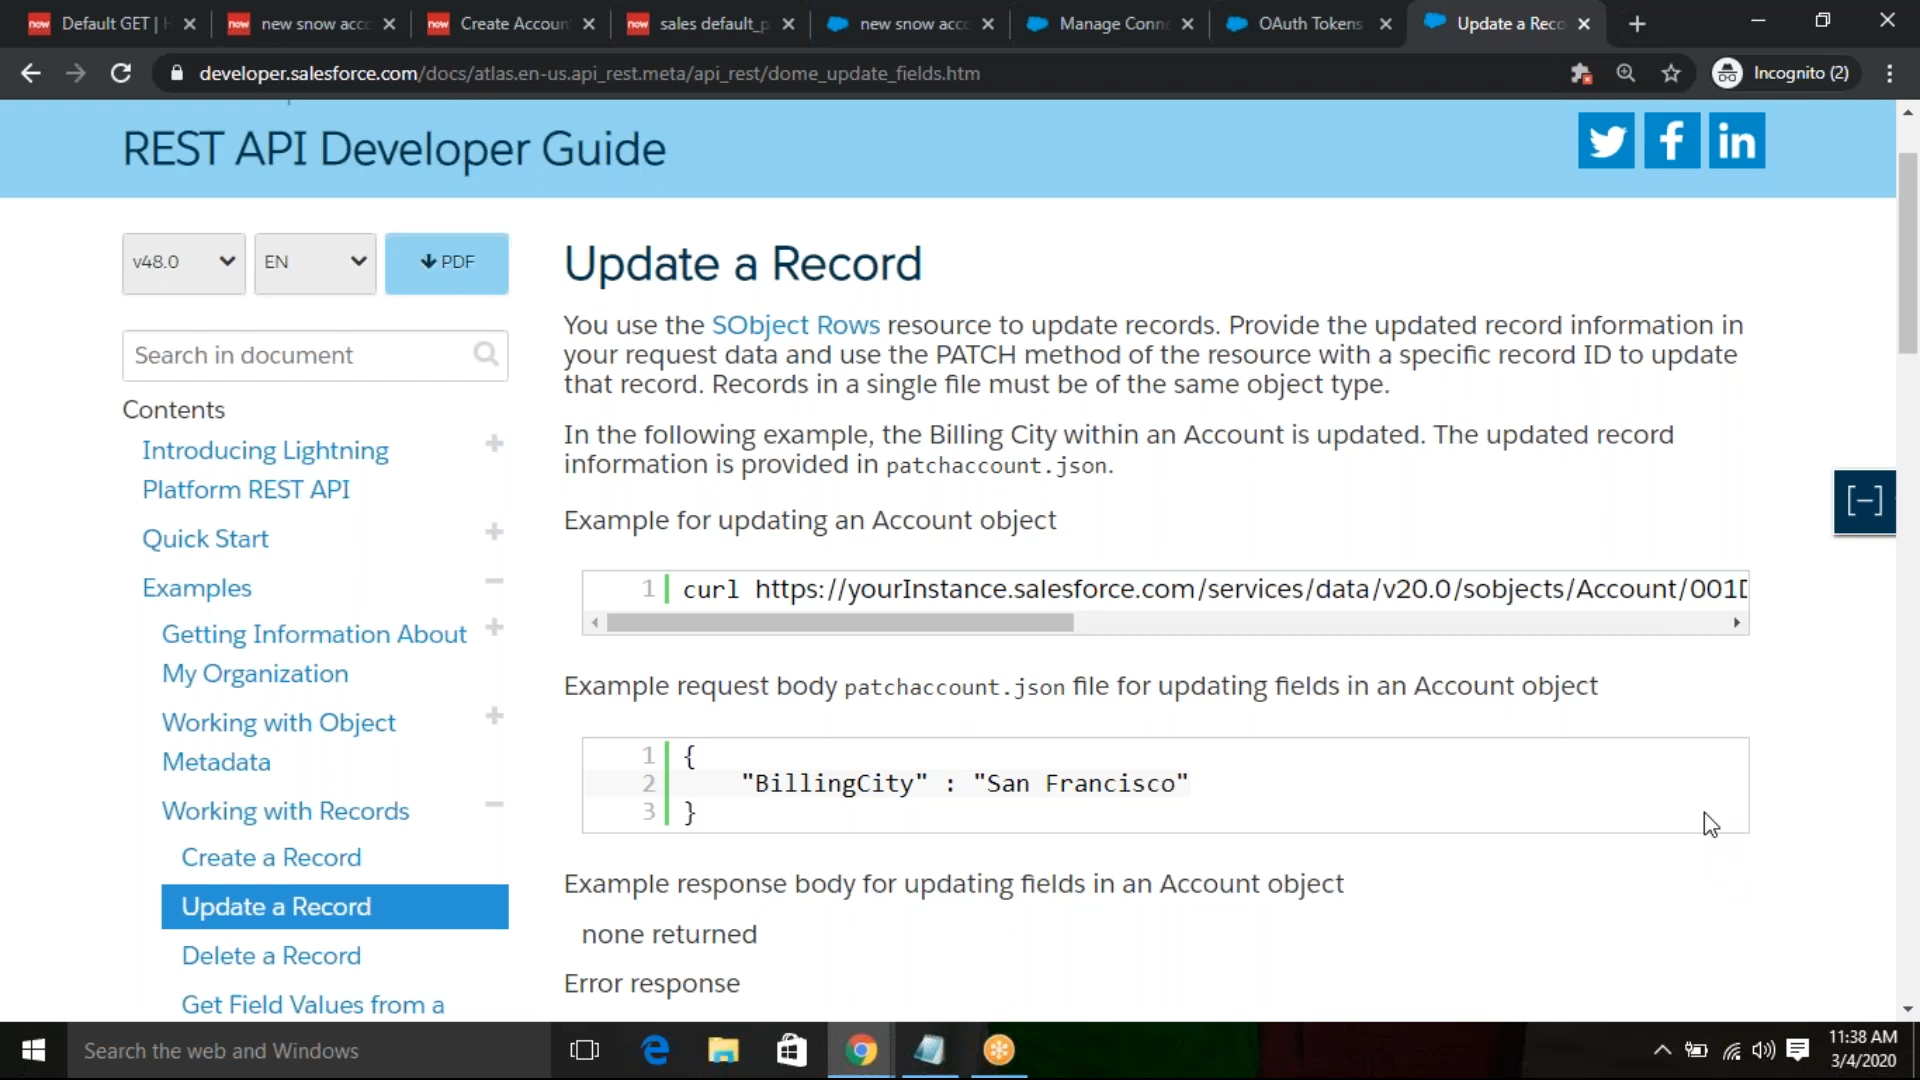 now Default GET | H
now new snow acco
now Create Accoun
now sales default_p
new snow acco
Manage Conne
OAuth Tokens
Update a Reco
developer.salesforce.com/docs/atlas.en-us.api_rest.meta/api_rest/dome_update_fields.htm
Incognito (2)
REST API Developer Guide
v48.0
EN
PDF
Search in document
Contents
Introducing Lightning
Platform REST API
Quick Start
Examples
Getting Information About
My Organization
Working with Object
Metadata
Working with Records
Create a Record
Update a Record
Delete a Record
Get Field Values from a
Update a Record
You use the SObject Rows resource to update records. Provide the updated record information in
your request data and use the PATCH method of the resource with a specific record ID to update
that record. Records in a single file must be of the same object type.
In the following example, the Billing City within an Account is updated. The updated record
information is provided in patchaccount.json.
Example for updating an Account object
1 curl https://yourInstance.salesforce.com/services/data/v20.0/sobjects/Account/001D
Example request body patchaccount.json file for updating fields in an Account object
1 {
2 "BillingCity" : "San Francisco"
3 }
Example response body for updating fields in an Account object
none returned
Error response
[−]
Search the web and Windows
11:38 AM
3/4/2020